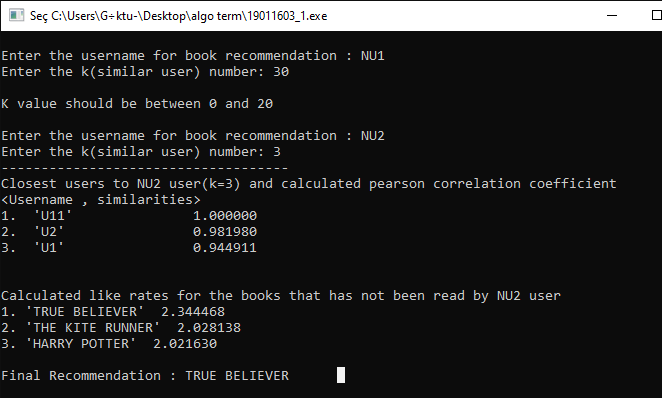 Seç C:\Users\G÷ktu-\Desktop\algo term\19011603_1.exe
Enter the username for book recommendation : NU1
Enter the k(similar user) number: 30
K value should be between 0 and 20
Enter the username for book recommendation : NU2
Enter the k(similar user) number: 3
------------------------------------
Closest users to NU2 user(k=3) and calculated pearson correlation coefficient
<Username , similarities>
1.  'U11'               1.000000
2.  'U2'                0.981980
3.  'U1'                0.944911
Calculated like rates for the books that has not been read by NU2 user
1. 'TRUE BELIEVER'  2.344468
2. 'THE KITE RUNNER'  2.028138
3. 'HARRY POTTER'  2.021630
Final Recommendation : TRUE BELIEVER